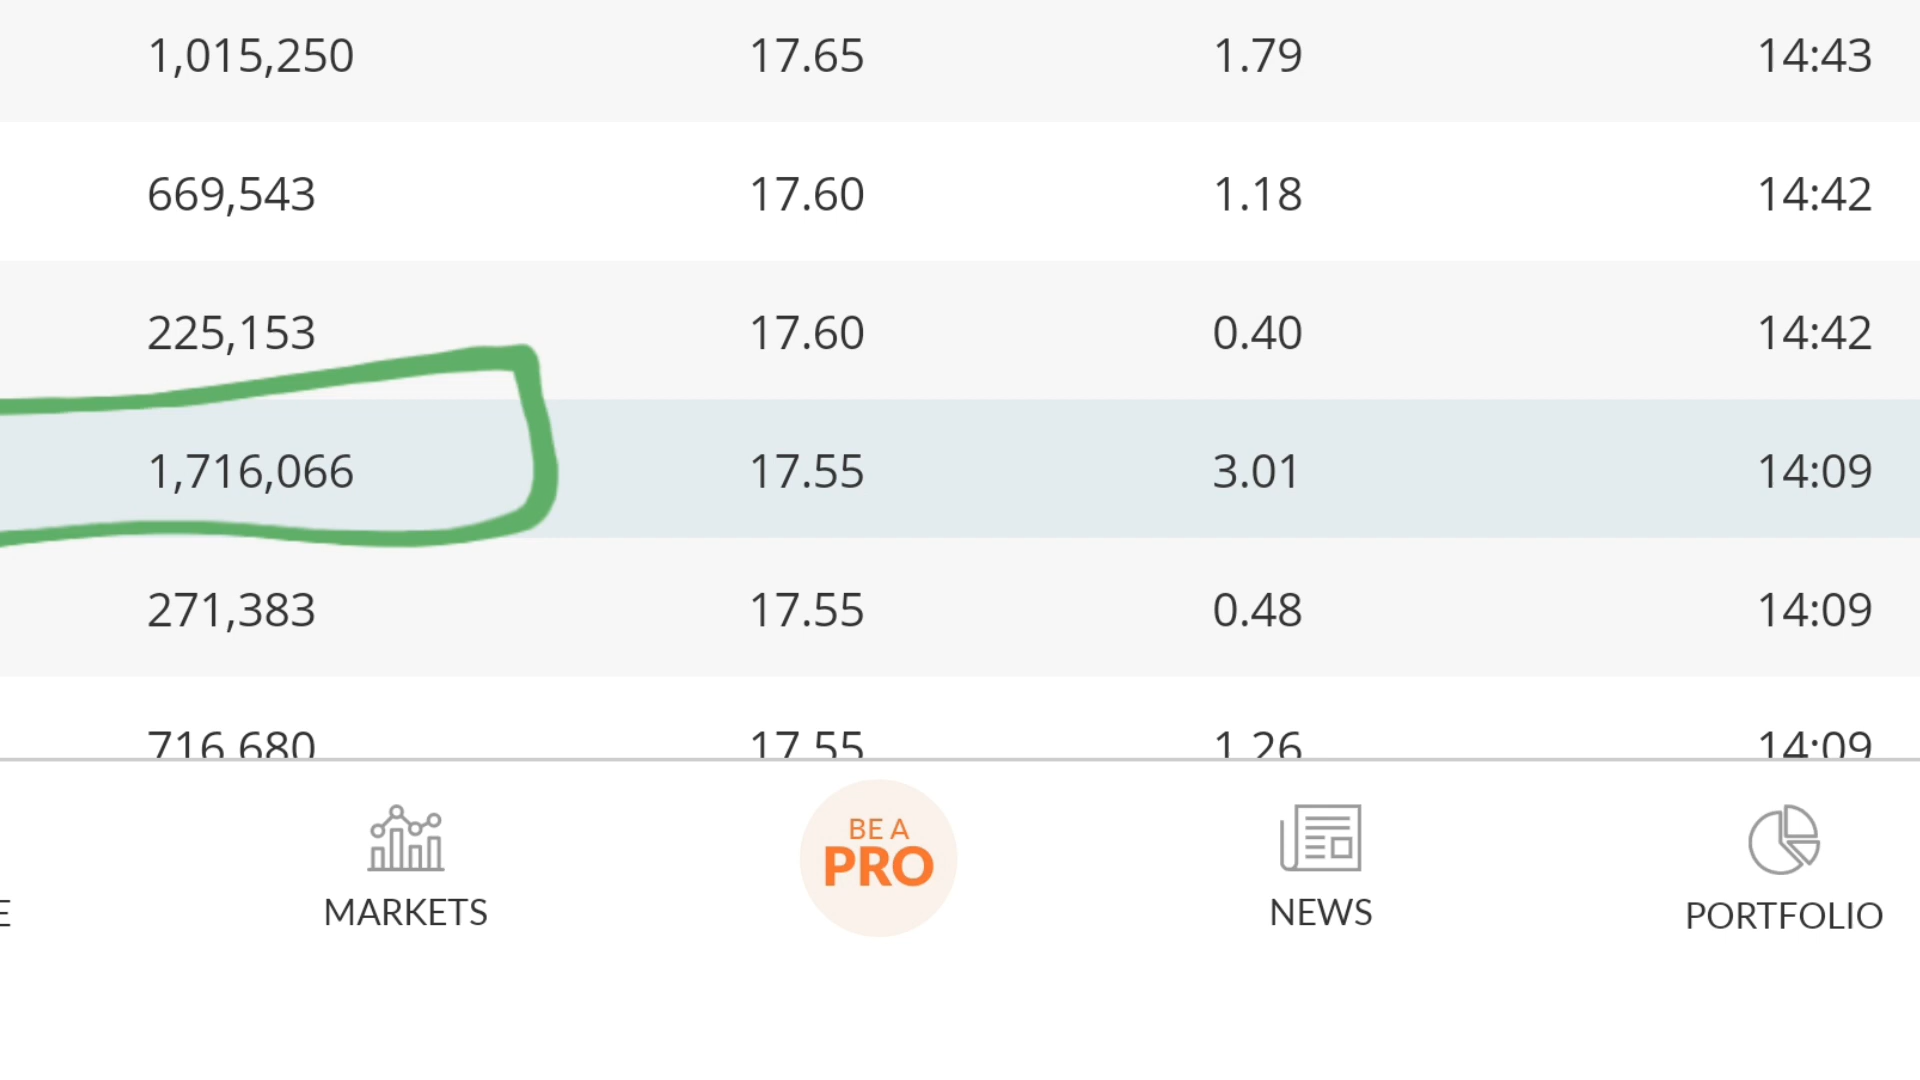 1,015,250 17.65 1.79 14:43
669,543 17.60 1.18 14:42
225,153 17.60 0.40 14:42
1,716,066 17.55 3.01 14:09
271,383 17.55 0.48 14:09
716,680 17.55 1.26 14:09
BE A
PRO
E MARKETS NEWS PORTFOLIO